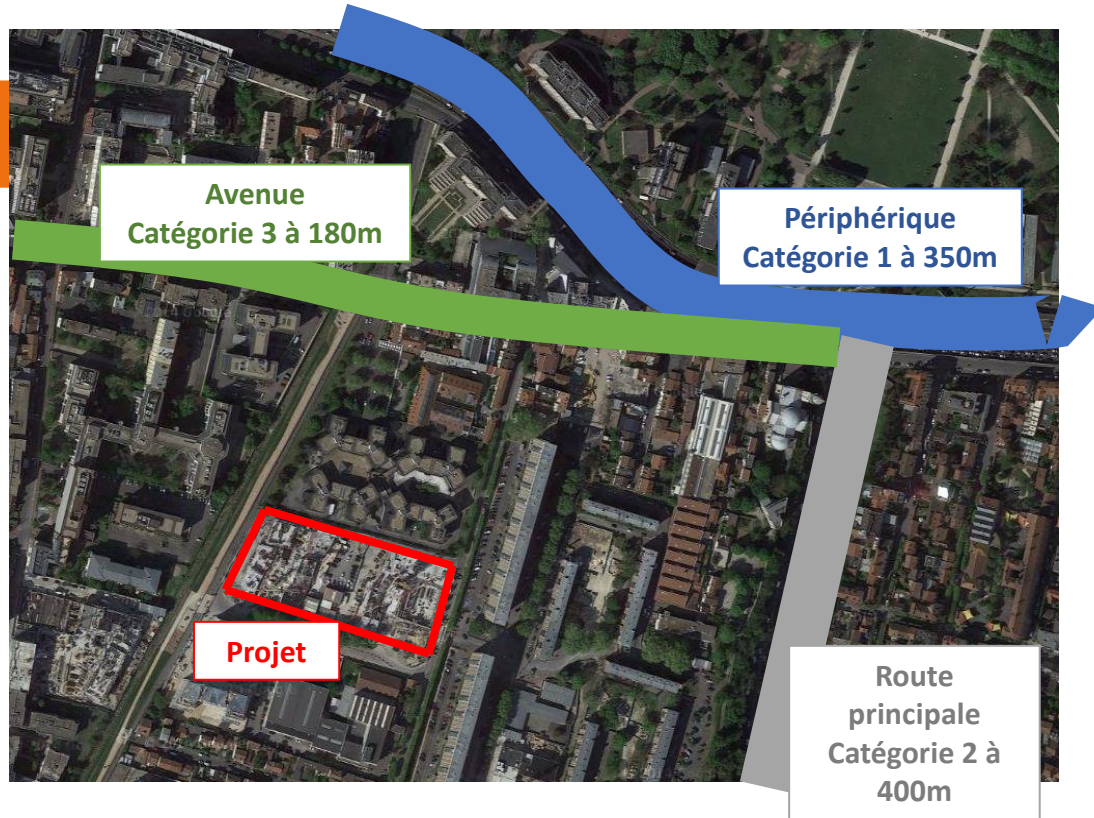 Avenue
Catégorie 3 à 180m
Périphérique
Catégorie 1 à 350m
Projet
Route
principale
Catégorie 2 à
400m